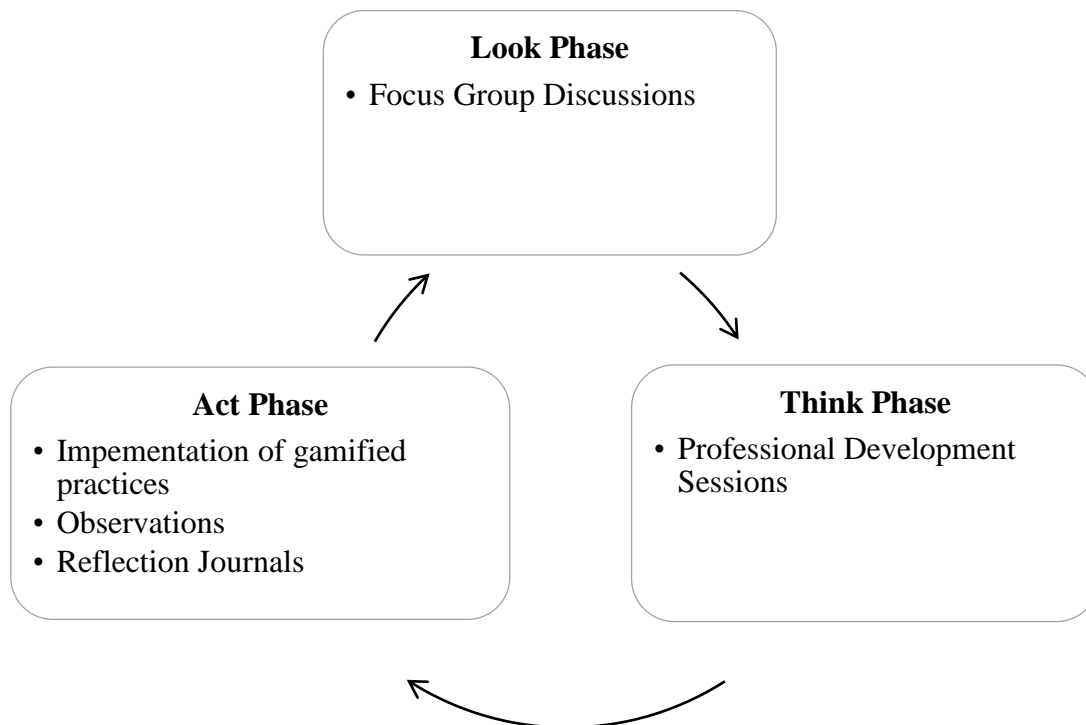 Look Phase
• Focus Group Discussions
Act Phase
• Impementation of gamified
practices
• Observations
• Reflection Journals
Think Phase
• Professional Development
Sessions